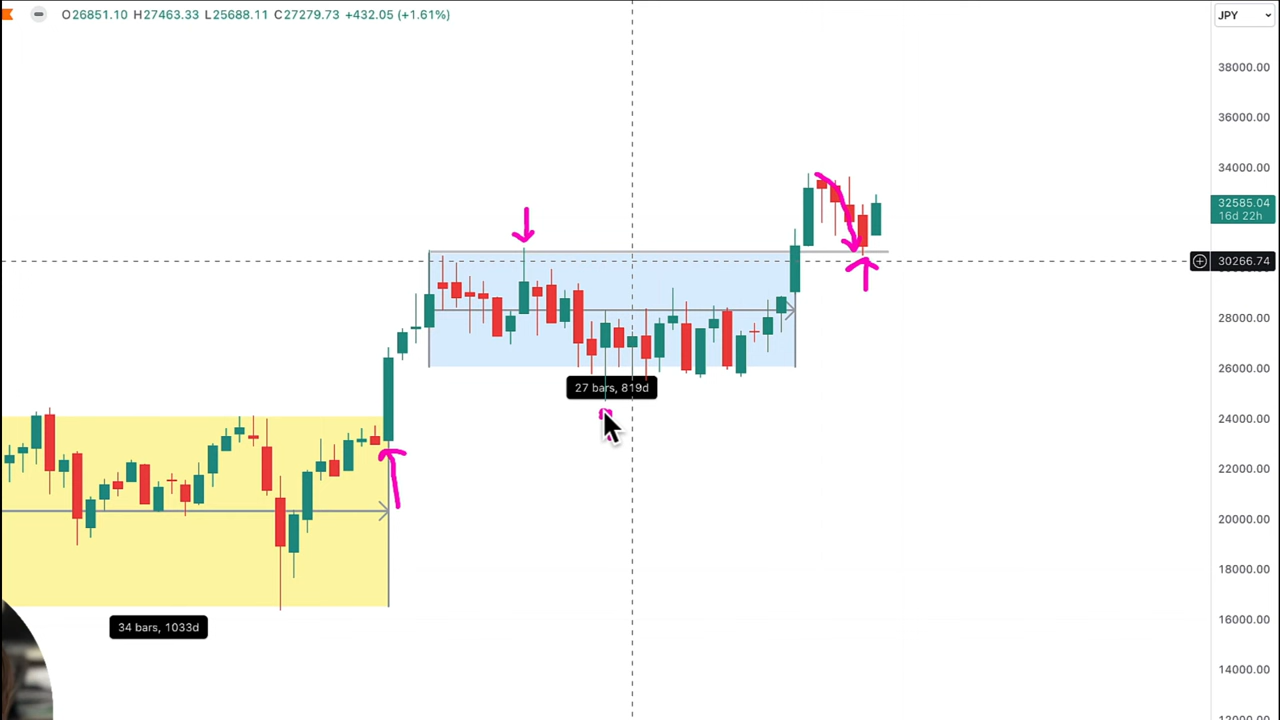 O26851.10 H27463.33 L25688.11 C27279.73 +432.05 (+1.61%)
JPY
38000.00
36000.00
34000.00
32585.04
16d 22h
30266.74
28000.00
26000.00
27 bars, 819d
24000.00
22000.00
20000.00
18000.00
34 bars, 1033d
16000.00
14000.00